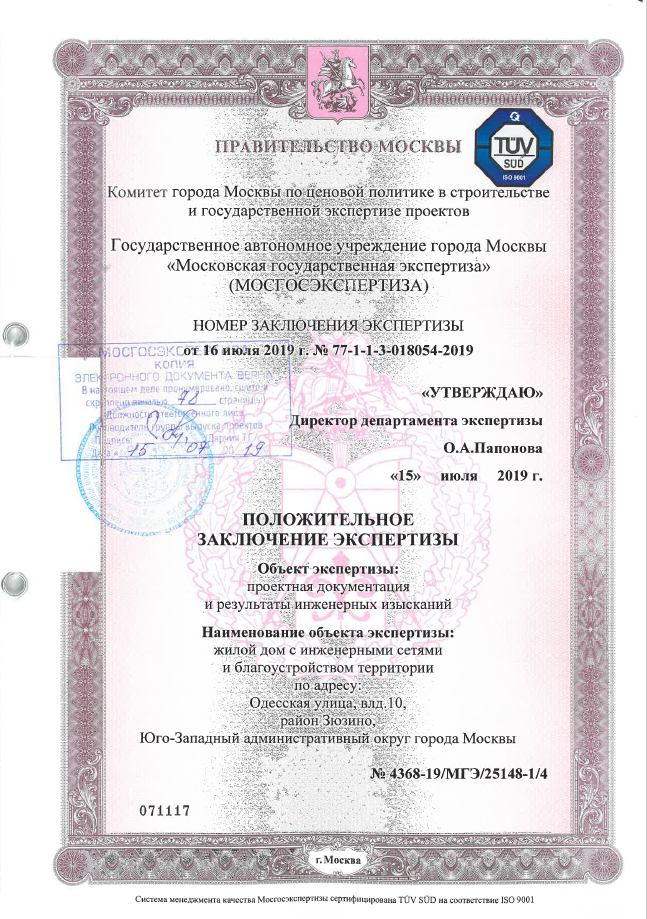 ПРАВИТЕЛЬСТВО МОСКВЫ
TÜV
SÜD
ISO 9001
Комитет города Москвы по ценовой политике в строительстве
и государственной экспертизе проектов
Государственное автономное учреждение города Москвы
«Московская государственная экспертиза»
(МОСГОСЭКСПЕРТИЗА)
НОМЕР ЗАКЛЮЧЕНИЯ ЭКСПЕРТИЗЫ
от 16 июля 2019 г. № 77-1-1-3-018054-2019
КОПИЯ
ЭЛЕКТРОННОГО ДОКУМЕНТА ВЕРНА
В настоящем деле пронумеровано, сшито и
скреплено печатью 78 страниц
Должность ответственного лица
Руководитель группы выпуска проектов
Подпись
Дата « 15 » 07 20 19
«УТВЕРЖДАЮ»
Директор департамента экспертизы
О.А.Папонова
«15» июля 2019 г.
ПОЛОЖИТЕЛЬНОЕ
ЗАКЛЮЧЕНИЕ ЭКСПЕРТИЗЫ
Объект экспертизы:
проектная документация
и результаты инженерных изысканий
Наименование объекта экспертизы:
жилой дом с инженерными сетями
и благоустройством территории
по адресу:
Одесская улица, влд.10,
район Зюзино,
Юго-Западный административный округ города Москвы
№ 4368-19/МГЭ/25148-1/4
071117
г. Москва
Система менеджмента качества Мосгосэкспертизы сертифицирована TÜV SÜD на соответствие ISO 9001